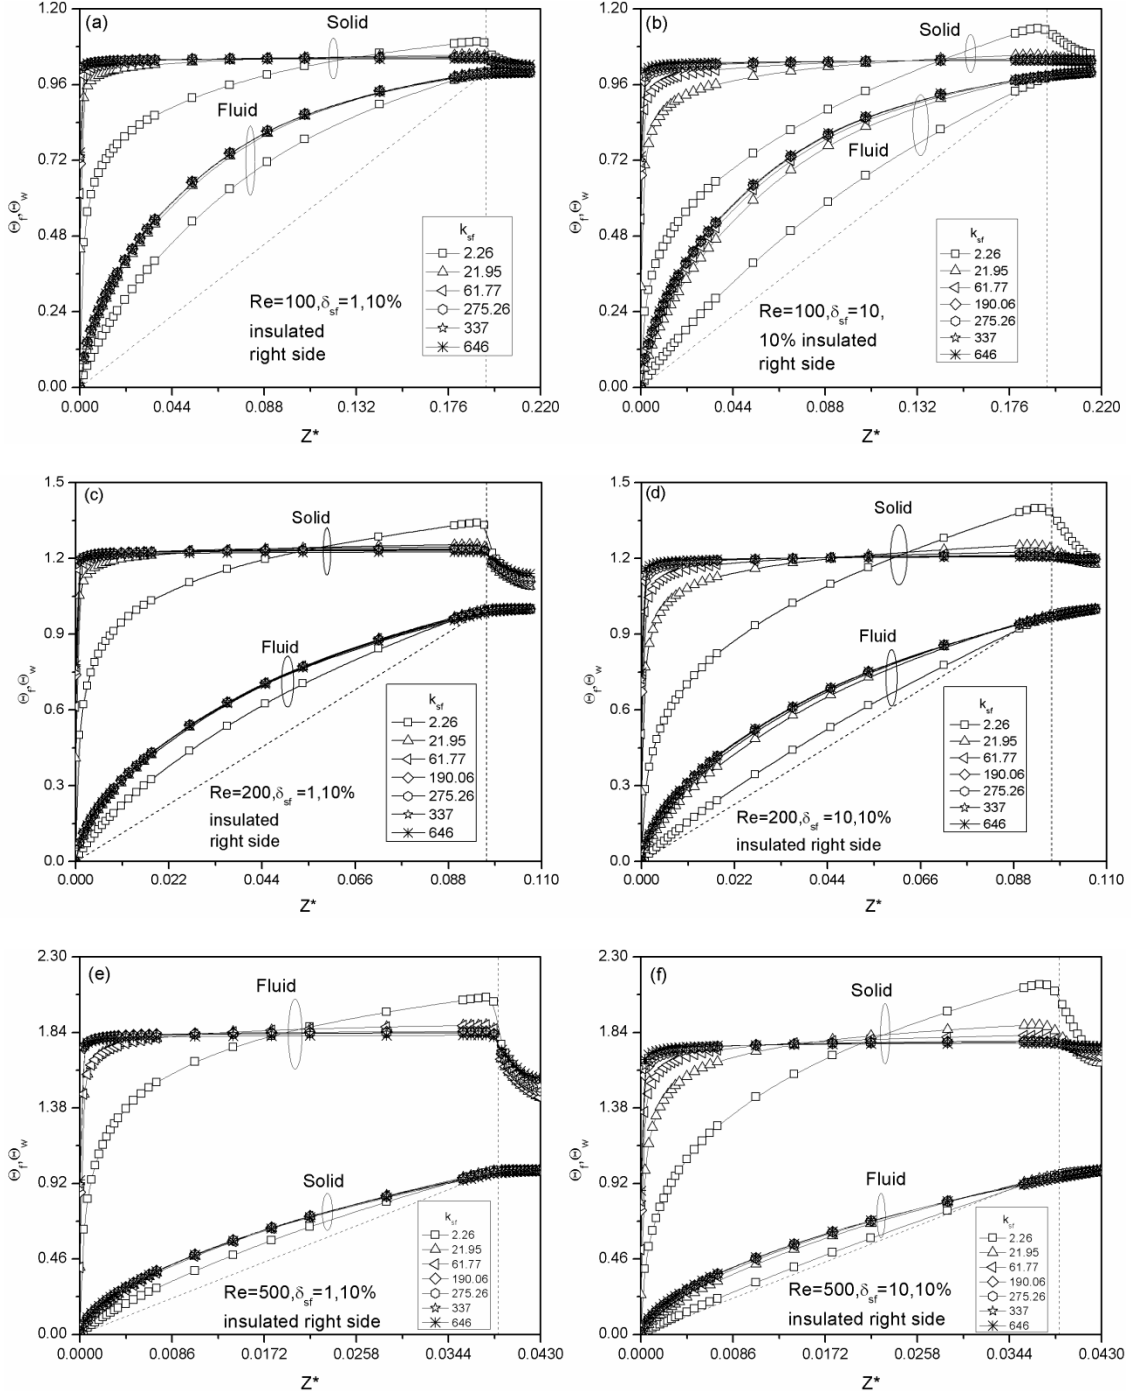 (a)
Solid
Fluid
Θf,Θw
1.20
0.96
0.72
0.48
0.24
0.00
ksf
2.26
21.95
61.77
275.26
337
646
Re=100,δsf=1,10%
insulated
right side
0.000 0.044 0.088 0.132 0.176 0.220
Z*
(b)
Solid
Fluid
Θf,Θw
1.20
0.96
0.72
0.48
0.24
0.00
ksf
2.26
21.95
61.77
190.06
275.26
337
646
Re=100,δsf=10,
10% insulated
right side
0.000 0.044 0.088 0.132 0.176 0.220
Z*
(c)
Solid
Fluid
Θf,Θw
1.5
1.2
0.9
0.6
0.3
0.0
ksf
2.26
21.95
61.77
190.06
275.26
337
646
Re=200,δsf=1,10%
insulated
right side
0.000 0.022 0.044 0.066 0.088 0.110
Z*
(d)
Solid
Fluid
Θf,Θw
1.5
1.2
0.9
0.6
0.3
0.0
ksf
2.26
21.95
61.77
190.06
275.26
337
646
Re=200,δsf=10,10%
insulated right side
0.000 0.022 0.044 0.066 0.088 0.110
Z*
(e)
Fluid
Solid
Θf,Θw
2.30
1.84
1.38
0.92
0.46
0.00
ksf
2.26
21.95
61.77
190.06
275.26
337
646
Re=500,δsf=1,10%
insulated right side
0.0000 0.0086 0.0172 0.0258 0.0344 0.0430
Z*
(f)
Solid
Fluid
Θf,Θw
2.30
1.84
1.38
0.92
0.46
0.00
ksf
2.26
21.95
61.77
190.06
275.26
337
646
Re=500,δsf=10,10%
insulated right side
0.0000 0.0086 0.0172 0.0258 0.0344 0.0430
Z*